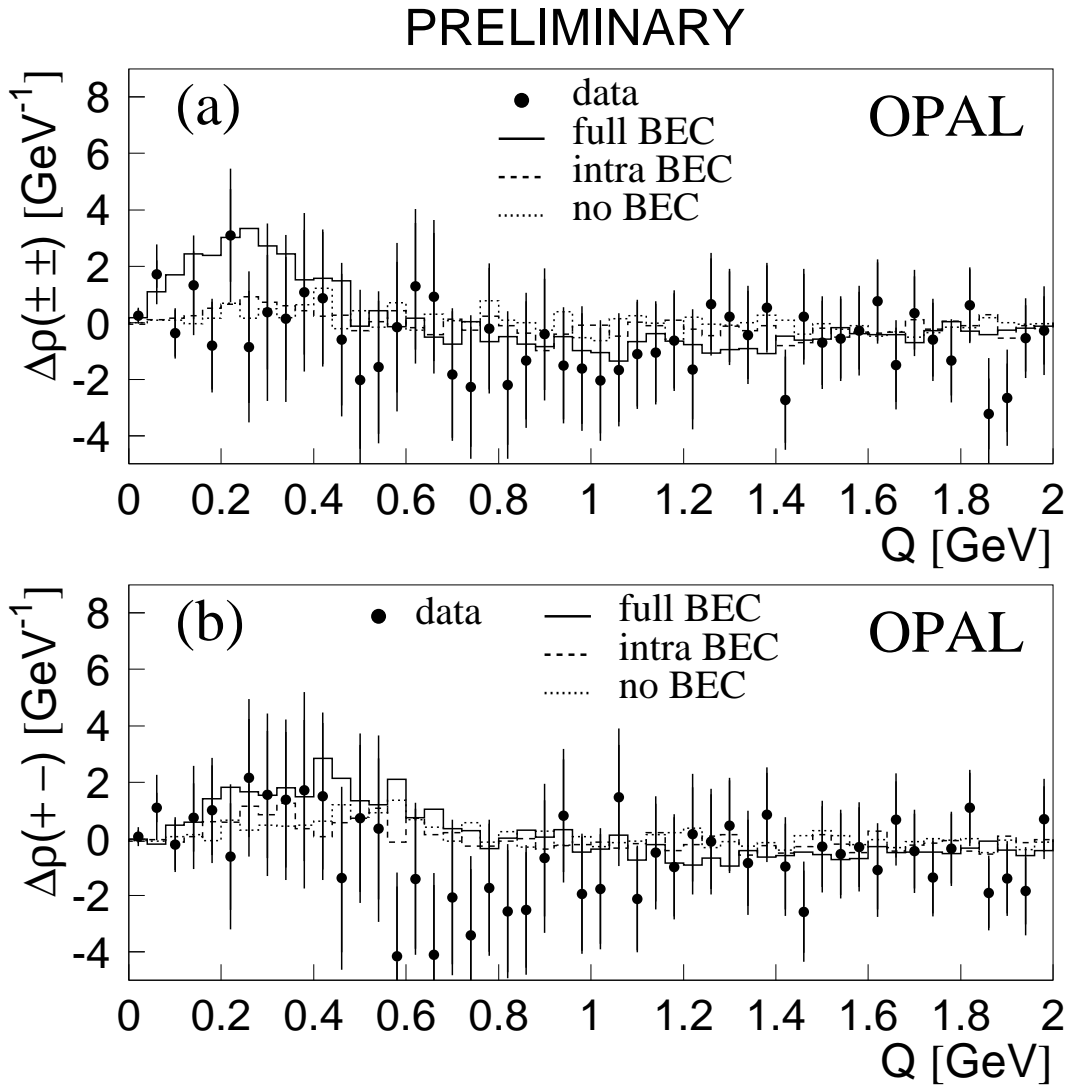 PRELIMINARY
Δρ(± ±) [GeV⁻¹]
(a)
data
full BEC
intra BEC
no BEC
OPAL
8
6
4
2
0
-2
-4
0 0.2 0.4 0.6 0.8 1 1.2 1.4 1.6 1.8 2
Q [GeV]
Δρ(+ −) [GeV⁻¹]
(b)
data
full BEC
intra BEC
no BEC
OPAL
8
6
4
2
0
-2
-4
0 0.2 0.4 0.6 0.8 1 1.2 1.4 1.6 1.8 2
Q [GeV]